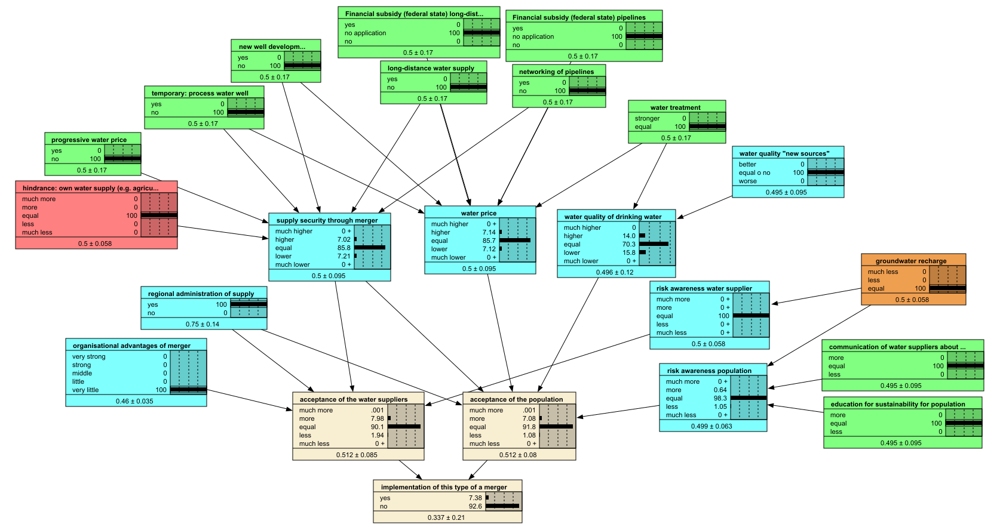 Financial subsidy (federal state) long-dist...
yes 0
no application 100
no 0
0.5 ± 0.17
Financial subsidy (federal state) pipelines
yes 0
no application 100
no 0
0.5 ± 0.17
new well developm...
yes 0
no 100
0.5 ± 0.17
long-distance water supply
yes 0
no 100
0.5 ± 0.17
networking of pipelines
yes 0
no 100
0.5 ± 0.17
temporary: process water well
yes 0
no 100
0.5 ± 0.17
water treatment
stronger 0
equal 100
0.5 ± 0.17
progressive water price
yes 0
no 100
0.5 ± 0.17
water quality "new sources"
better 0
equal o no 100
worse 0
0.495 ± 0.095
hindrance: own water supply (e.g. agricu...
much more 0
more 0
equal 100
less 0
much less 0
0.5 ± 0.058
supply security through merger
much higher 0 +
higher 7.02
equal 85.8
lower 7.21
much lower 0 +
0.5 ± 0.095
water price
much higher 0 +
higher 7.14
equal 85.7
lower 7.12
much lower 0 +
0.5 ± 0.095
water quality of drinking water
much higher 0
higher 14.0
equal 70.3
lower 15.8
much lower 0 +
0.496 ± 0.12
groundwater recharge
much less 0
less 0
equal 100
0.5 ± 0.058
regional administration of supply
yes 100
no 0
0.75 ± 0.14
risk awareness water supplier
much more 0 +
more 0 +
equal 100
less 0 +
much less 0 +
0.5 ± 0.058
organisational advantages of merger
very strong 0
strong 0
middle 0
little 0
very little 100
0.46 ± 0.035
communication of water suppliers about ...
more 0
equal 100
less 0
0.495 ± 0.095
risk awareness population
much more 0 +
more 0.64
equal 98.3
less 1.05
much less 0 +
0.499 ± 0.063
education for sustainability for population
more 0
equal 100
less 0
0.495 ± 0.095
acceptance of the water suppliers
much more .001
more 7.98
equal 90.1
less 1.94
much less 0 +
0.512 ± 0.085
acceptance of the population
much more .001
more 7.08
equal 91.8
less 1.08
much less 0 +
0.512 ± 0.08
implementation of this type of a merger
yes 7.38
no 92.6
0.337 ± 0.21